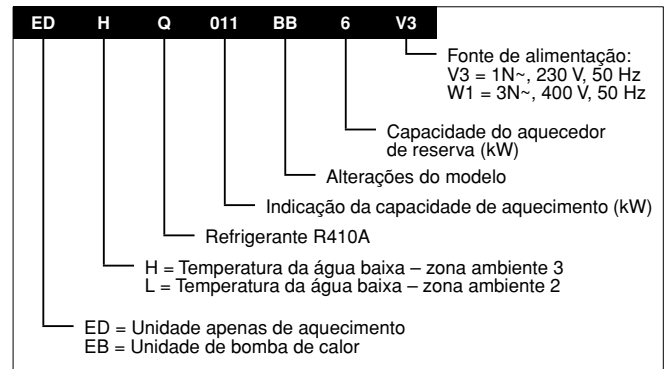 ED H Q 011 BB 6 V3
Fonte de alimentação:
V3 = 1N~, 230 V, 50 Hz
W1 = 3N~, 400 V, 50 Hz
Capacidade do aquecedor
de reserva (kW)
Alterações do modelo
Indicação da capacidade de aquecimento (kW)
Refrigerante R410A
H = Temperatura da água baixa – zona ambiente 3
L = Temperatura da água baixa – zona ambiente 2
ED = Unidade apenas de aquecimento
EB = Unidade de bomba de calor